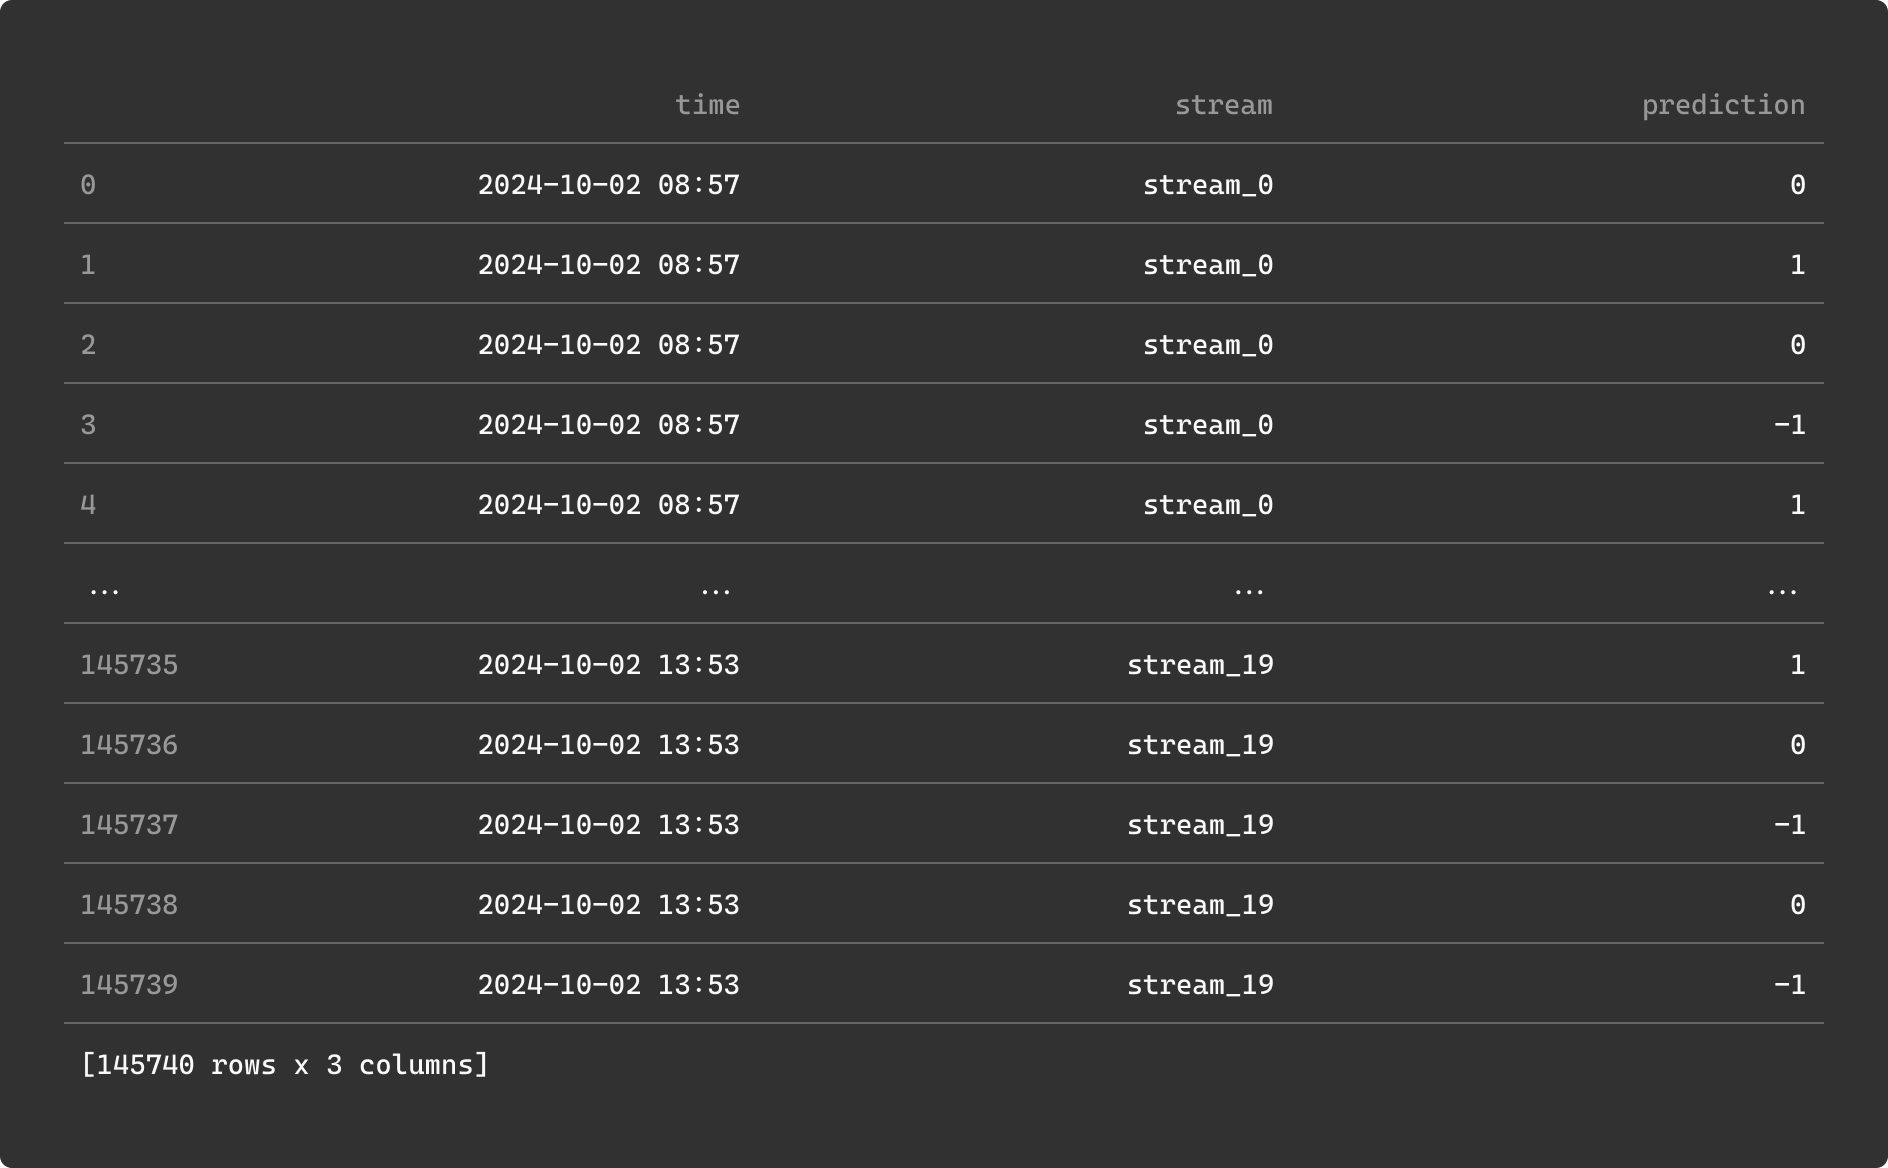 time stream prediction
0 2024-10-02 08:57 stream_0 0
1 2024-10-02 08:57 stream_0 1
2 2024-10-02 08:57 stream_0 0
3 2024-10-02 08:57 stream_0 -1
4 2024-10-02 08:57 stream_0 1
... ... ... ...
145735 2024-10-02 13:53 stream_19 1
145736 2024-10-02 13:53 stream_19 0
145737 2024-10-02 13:53 stream_19 -1
145738 2024-10-02 13:53 stream_19 0
145739 2024-10-02 13:53 stream_19 -1
[145740 rows x 3 columns]